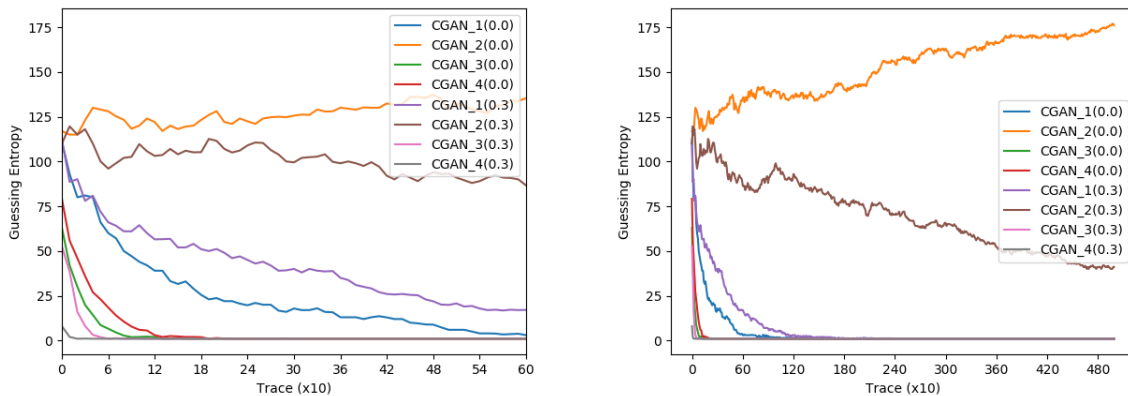 175
150
125
100
75
50
25
0
Guessing Entropy
0 6 12 18 24 30 36 42 48 54 60
Trace (x10)
CGAN_1(0.0)
CGAN_2(0.0)
CGAN_3(0.0)
CGAN_4(0.0)
CGAN_1(0.3)
CGAN_2(0.3)
CGAN_3(0.3)
CGAN_4(0.3)
175
150
125
100
75
50
25
0
Guessing Entropy
0 60 120 180 240 300 360 420 480
Trace (x10)
CGAN_1(0.0)
CGAN_2(0.0)
CGAN_3(0.0)
CGAN_4(0.0)
CGAN_1(0.3)
CGAN_2(0.3)
CGAN_3(0.3)
CGAN_4(0.3)